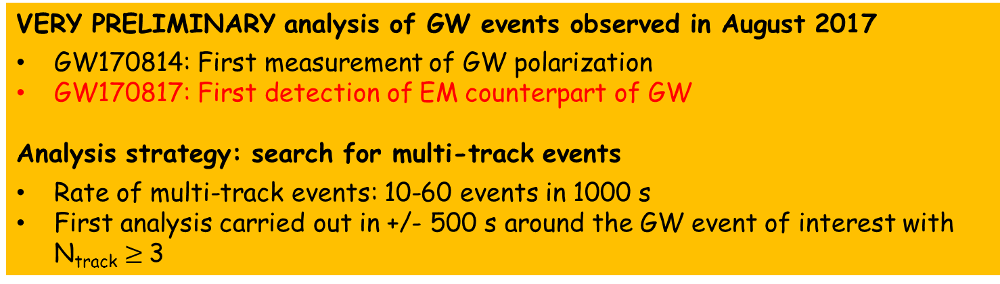 VERY PRELIMINARY analysis of GW events observed in August 2017
• GW170814: First measurement of GW polarization
• GW170817: First detection of EM counterpart of GW
Analysis strategy: search for multi-track events
• Rate of multi-track events: 10-60 events in 1000 s
• First analysis carried out in +/- 500 s around the GW event of interest with
Ntrack ≥ 3